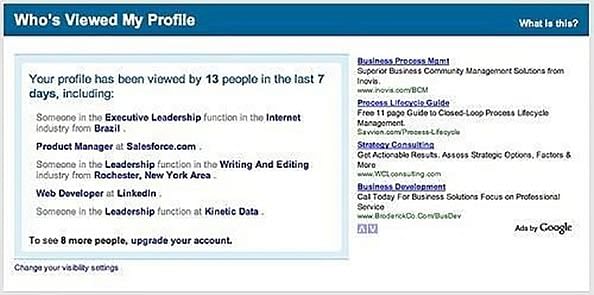 Who's Viewed My Profile
What is this?
Your profile has been viewed by 13 people in the last 7
days, including:
Someone in the Executive Leadership function in the Internet
industry from Brazil .
Product Manager at Salesforce.com .
Someone in the Leadership function in the Writing And Editing
industry from Rochester, New York Area .
Web Developer at LinkedIn .
Someone in the Leadership function at Kinetic Data .
To see 8 more people, upgrade your account.
Change your visibility settings
Business Process Mgmt
Superior Business Community Management Solutions from
Inovis.
www.inovis.com/BCM
Process Lifecycle Guide
Free 11 page Guide to Closed-Loop Process Lifecycle
Management.
Savvion.com/Process-Lifecycle
Strategy Consulting
Get Actionable Results. Assess Strategic Options, Factors &
More
www.WCLconsulting.com
Business Development
Call Today For Business Solutions Focus on Professional
Service
www.BroderickCo.Com/BusDev
Ads by Google